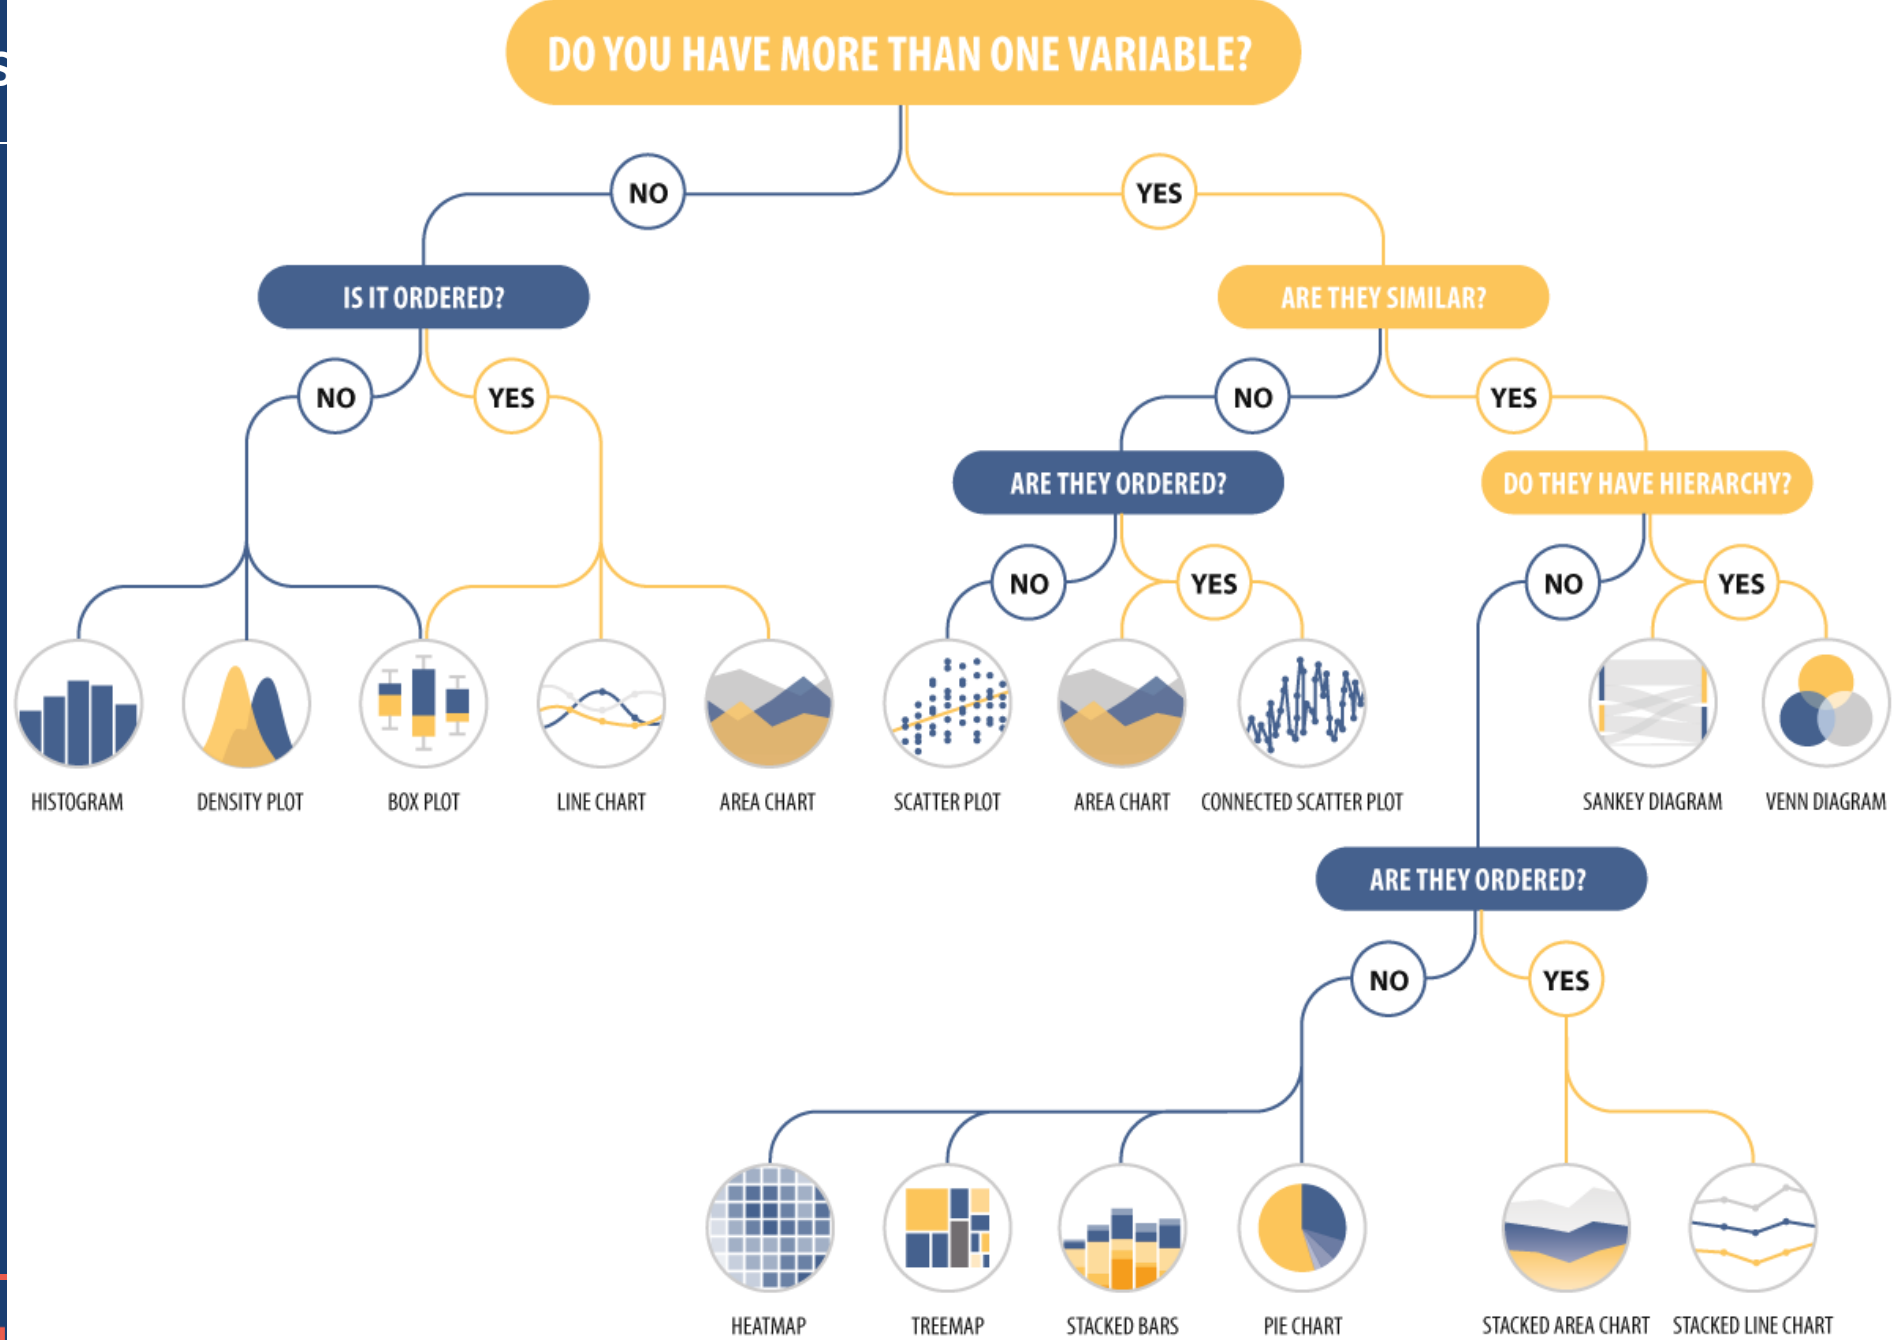 S
DO YOU HAVE MORE THAN ONE VARIABLE?
NO
YES
IS IT ORDERED?
ARE THEY SIMILAR?
NO
YES
NO
YES
ARE THEY ORDERED?
DO THEY HAVE HIERARCHY?
NO
YES
NO
YES
HISTOGRAM
DENSITY PLOT
BOX PLOT
LINE CHART
AREA CHART
SCATTER PLOT
AREA CHART
CONNECTED SCATTER PLOT
SANKEY DIAGRAM
VENN DIAGRAM
ARE THEY ORDERED?
NO
YES
HEATMAP
TREEMAP
STACKED BARS
PIE CHART
STACKED AREA CHART
STACKED LINE CHART